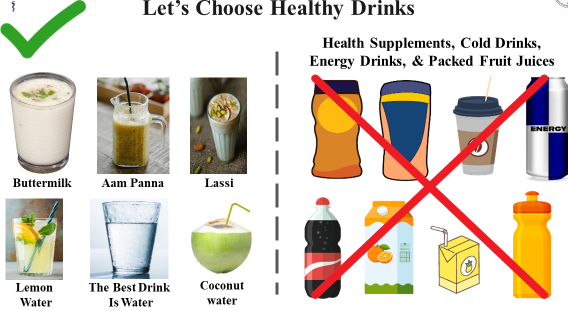 Let's Choose Healthy Drinks
Health Supplements, Cold Drinks,
Energy Drinks, & Packed Fruit Juices
ENERGY
Buttermilk
Aam Panna
Lassi
Lemon
Water
The Best Drink
Is Water
Coconut
water